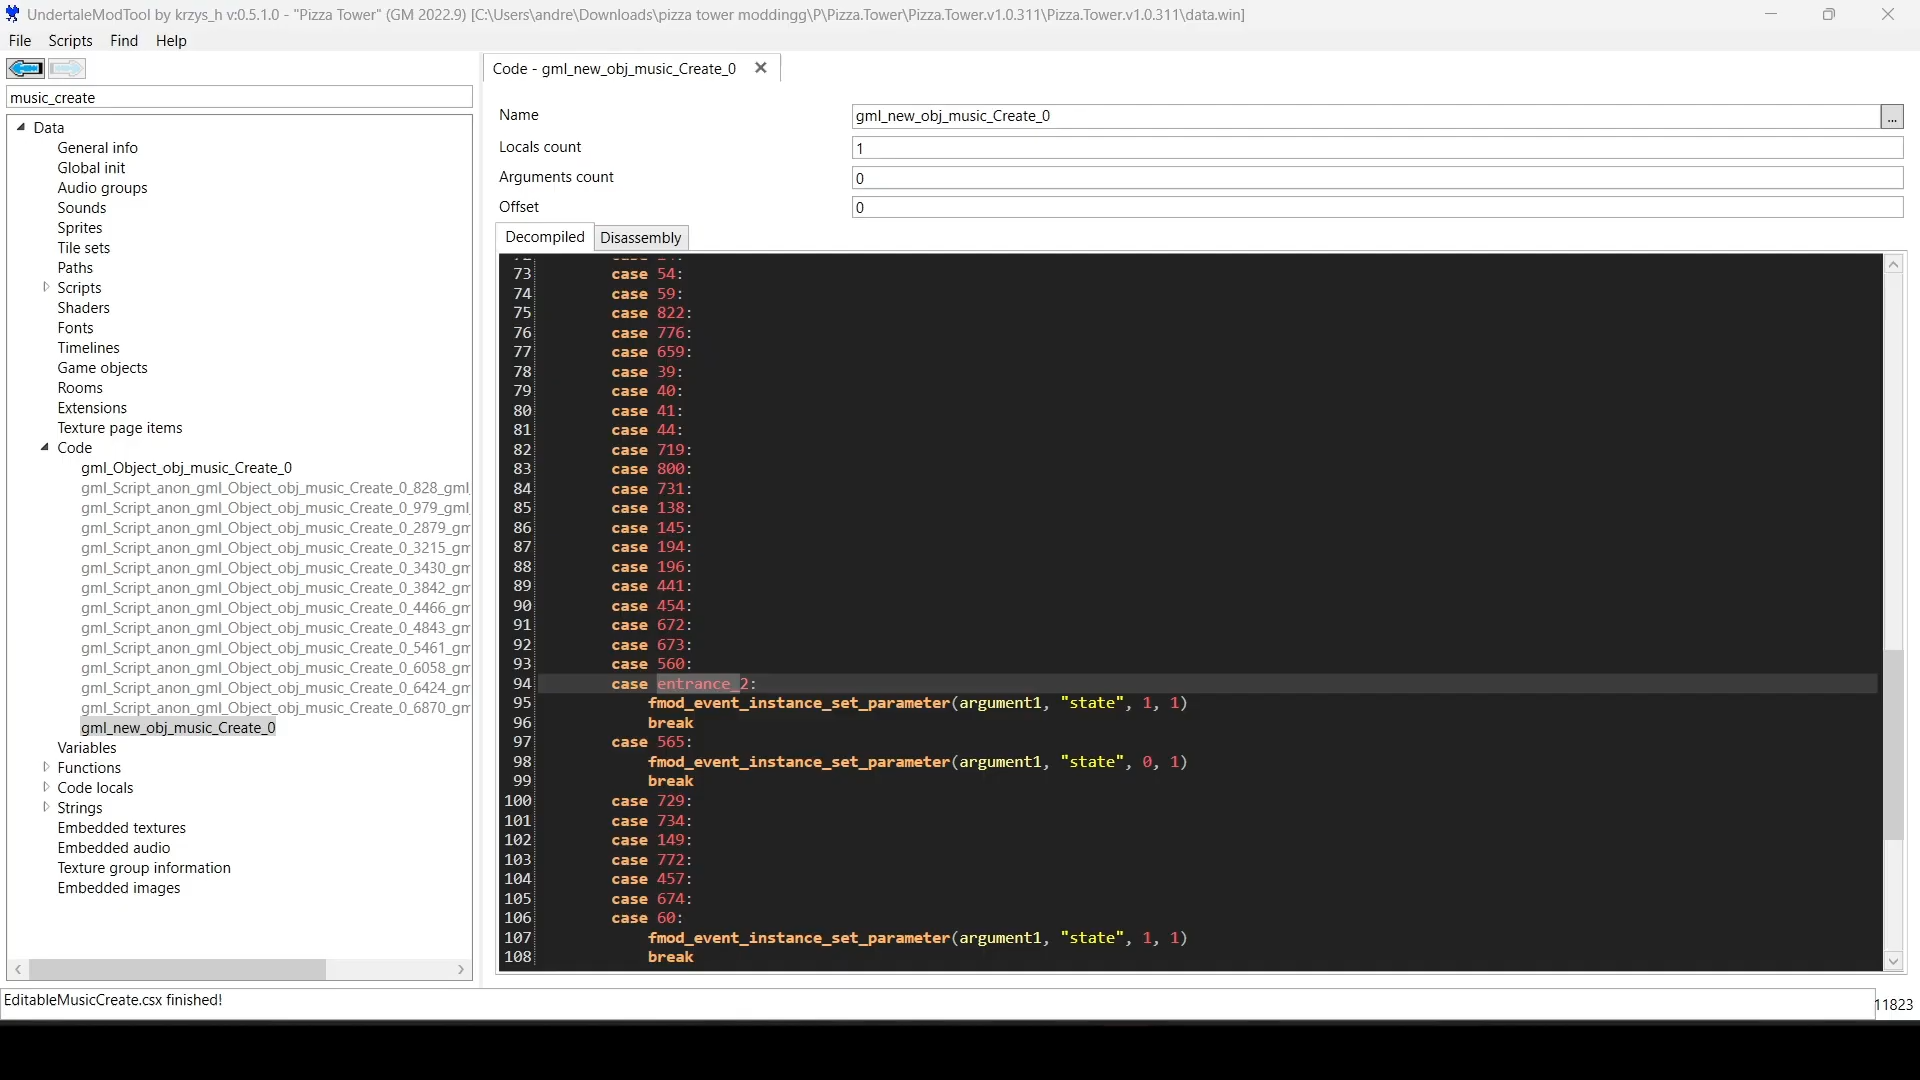 UndertaleModTool by krzys_h v:0.5.1.0 - "Pizza Tower" (GM 2022.9) [C:\Users\andre\Downloads\pizza tower moddingg\P\Pizza.Tower\Pizza.Tower.v1.0.311\Pizza.Tower.v1.0.311\data.win]
File Scripts Find Help
music_create
Data
General info
Global init
Audio groups
Sounds
Sprites
Tile sets
Paths
Scripts
Shaders
Fonts
Timelines
Game objects
Rooms
Extensions
Texture page items
Code
gml_Object_obj_music_Create_0
gml_Script_anon_gml_Object_obj_music_Create_0_828_gml_
gml_Script_anon_gml_Object_obj_music_Create_0_979_gml_
gml_Script_anon_gml_Object_obj_music_Create_0_2879_gm
gml_Script_anon_gml_Object_obj_music_Create_0_3215_gm
gml_Script_anon_gml_Object_obj_music_Create_0_3430_gm
gml_Script_anon_gml_Object_obj_music_Create_0_3842_gm
gml_Script_anon_gml_Object_obj_music_Create_0_4466_gm
gml_Script_anon_gml_Object_obj_music_Create_0_4843_gm
gml_Script_anon_gml_Object_obj_music_Create_0_5461_gm
gml_Script_anon_gml_Object_obj_music_Create_0_6058_gm
gml_Script_anon_gml_Object_obj_music_Create_0_6424_gm
gml_Script_anon_gml_Object_obj_music_Create_0_6870_gm
gml_new_obj_music_Create_0
Variables
Functions
Code locals
Strings
Embedded textures
Embedded audio
Texture group information
Embedded images
Code - gml_new_obj_music_Create_0
Name gml_new_obj_music_Create_0 ...
Locals count 1
Arguments count 0
Offset 0
Decompiled Disassembly
73 case 54:
74 case 59:
75 case 822:
76 case 776:
77 case 659:
78 case 39:
79 case 40:
80 case 41:
81 case 44:
82 case 719:
83 case 800:
84 case 731:
85 case 138:
86 case 145:
87 case 194:
88 case 196:
89 case 441:
90 case 454:
91 case 672:
92 case 673:
93 case 560:
94 case entrance_2:
95 fmod_event_instance_set_parameter(argument1, "state", 1, 1)
96 break
97 case 565:
98 fmod_event_instance_set_parameter(argument1, "state", 0, 1)
99 break
100 case 729:
101 case 734:
102 case 149:
103 case 772:
104 case 457:
105 case 674:
106 case 60:
107 fmod_event_instance_set_parameter(argument1, "state", 1, 1)
108 break
EditableMusicCreate.csx finished!
11823